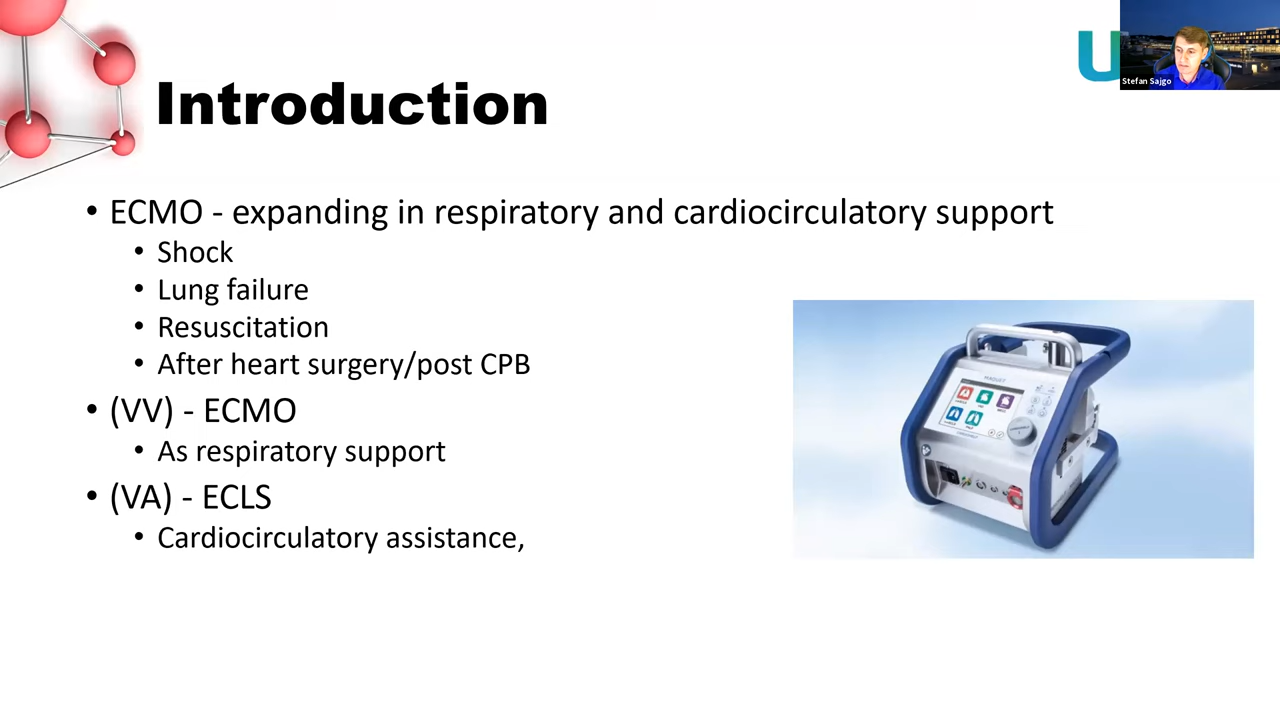 Introduction
U
Stefan Sajgo
• ECMO - expanding in respiratory and cardiocirculatory support
• Shock
• Lung failure
• Resuscitation
• After heart surgery/post CPB
• (VV) - ECMO
• As respiratory support
• (VA) - ECLS
• Cardiocirculatory assistance,
MAQUET